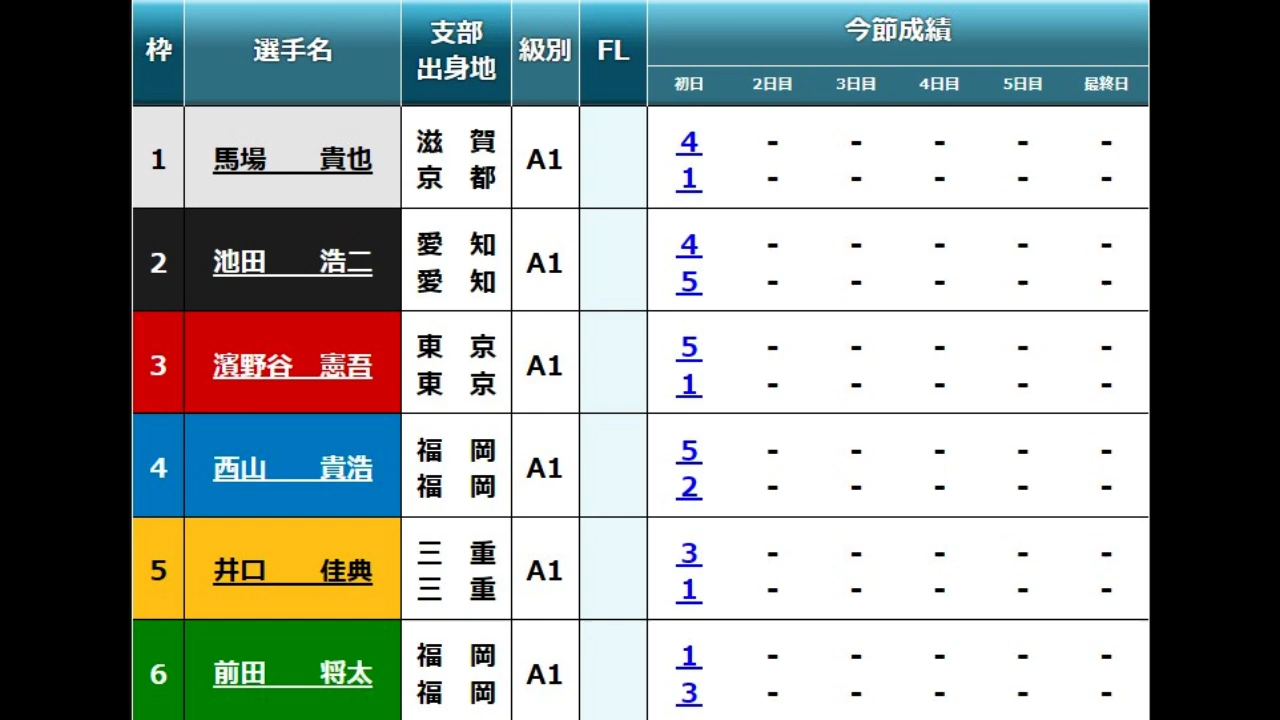 枠 選手名 支部 出身地 級別 FL 今節成績
初日 2日目 3日目 4日目 5日目 最終日
1 馬場 貴也 滋賀 A1 4 - - - - -
京都 1 - - - - -
2 池田 浩二 愛知 A1 4 - - - - -
愛知 5 - - - - -
3 濱野谷 憲吾 東京 A1 5 - - - - -
東京 1 - - - - -
4 西山 貴浩 福岡 A1 5 - - - - -
福岡 2 - - - - -
5 井口 佳典 三重 A1 3 - - - - -
三重 1 - - - - -
6 前田 将太 福岡 A1 1 - - - - -
福岡 3 - - - - -